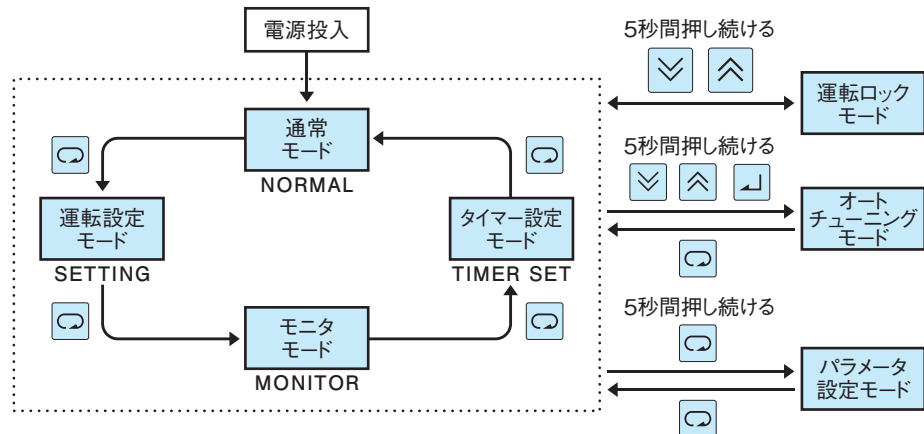 電源投入
通常
モード
NORMAL
運転設定
モード
SETTING
モニタ
モード
MONITOR
タイマー設定
モード
TIMER SET
5秒間押し続ける
運転ロック
モード
5秒間押し続ける
オート
チューニング
モード
5秒間押し続ける
パラメータ
設定モード